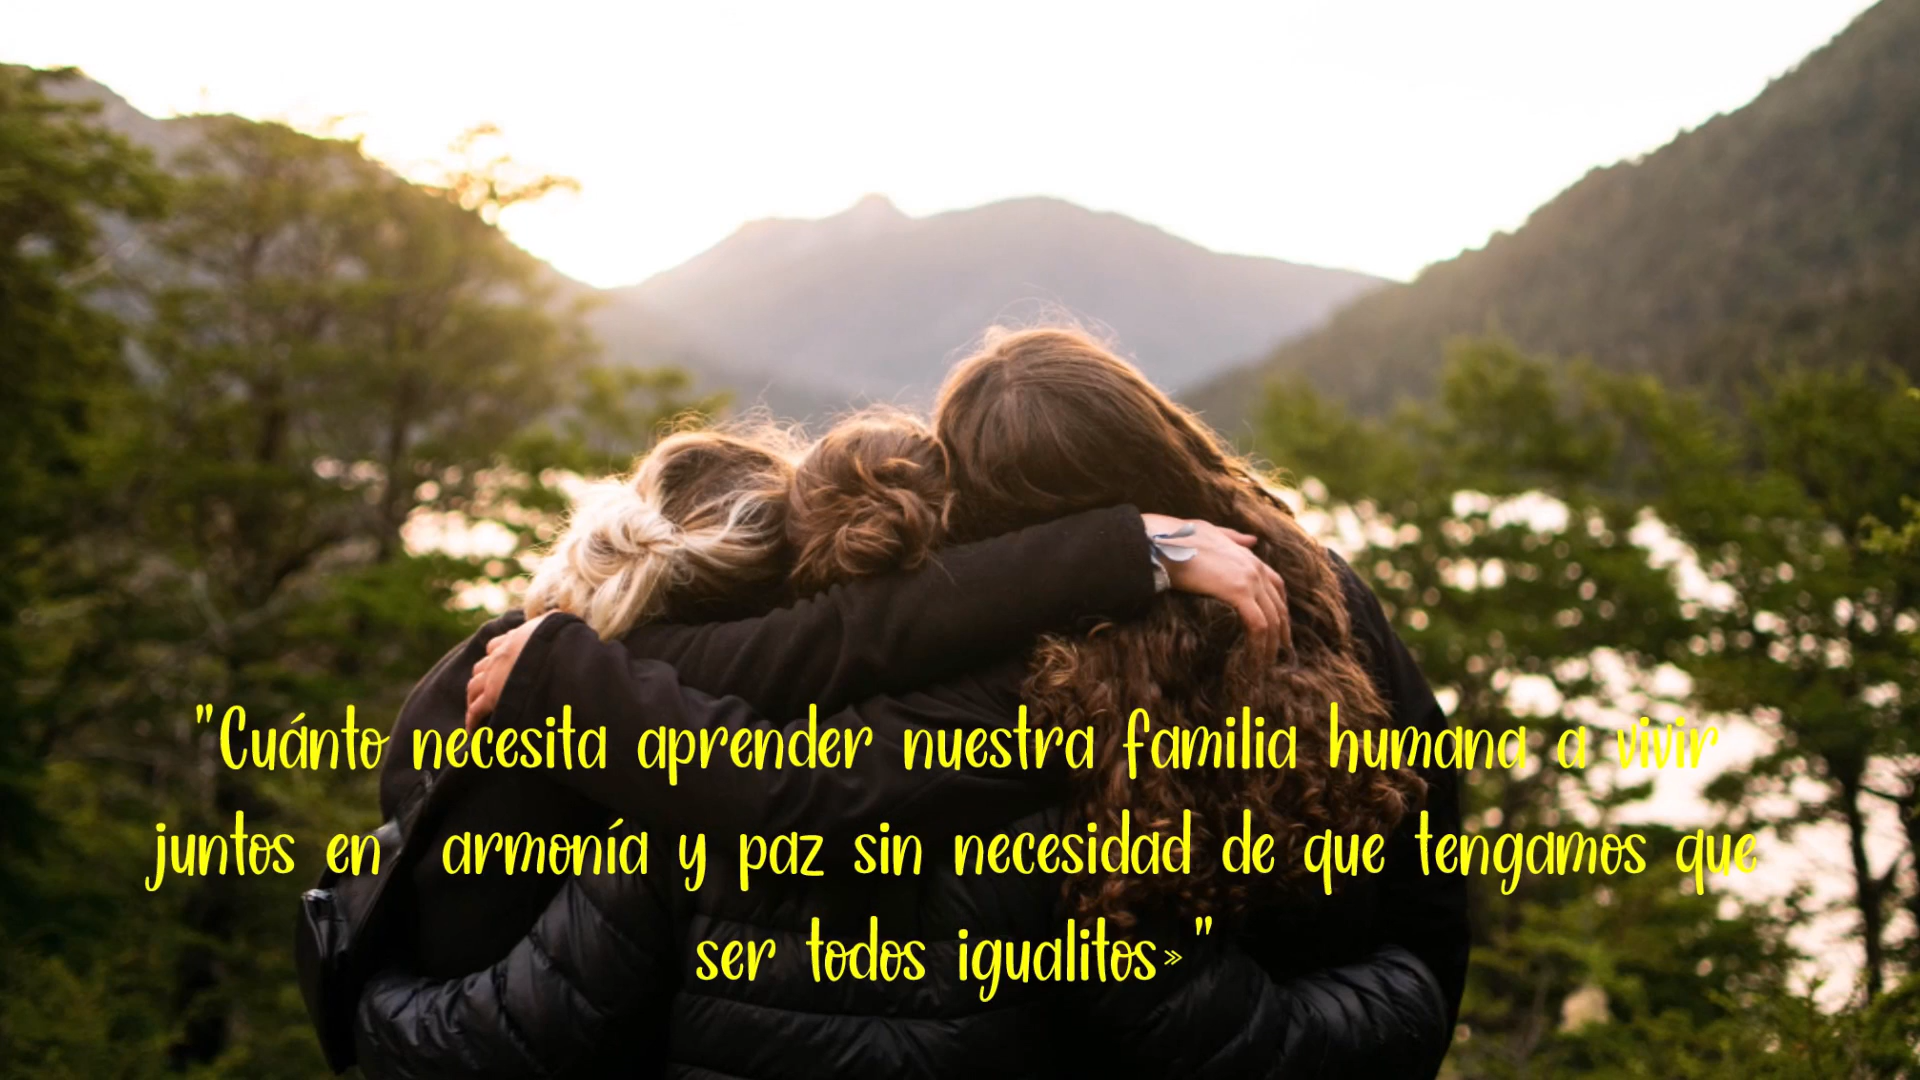 "Cuánto necesita aprender nuestra familia humana a vivir
juntos en  armonía y paz sin necesidad de que tengamos que
ser todos igualitos»"